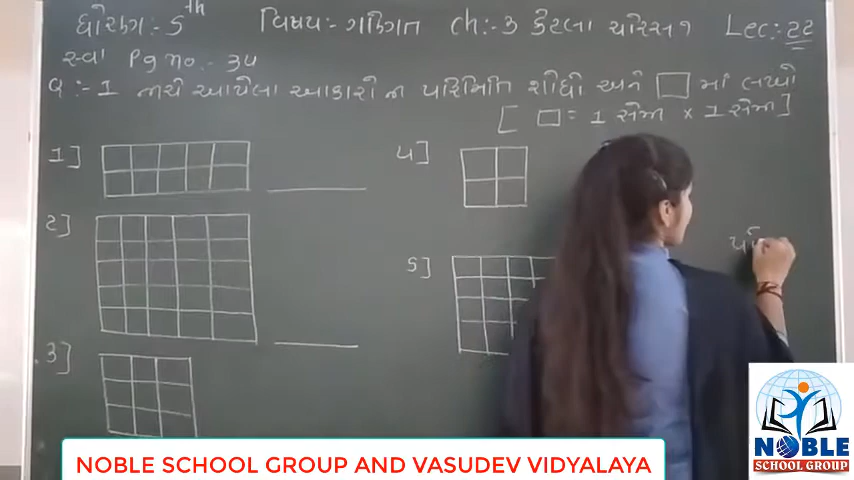 ધોરણ:- 5th વિષય:- ગણિત ch:-3 કેટલા ચોરસ? Lec:- 22
સ્વા Pg no.- 34
Q:-1 નીચે આપેલા આકારો ની પરિમિતિ શોધો અને □ માં લખો
[ □ = 1 સેમી × 1 સેમી ]
1]
૪]
2]
5]
3]
NOBLE SCHOOL GROUP AND VASUDEV VIDYALAYA
NOBLE
SCHOOL GROUP